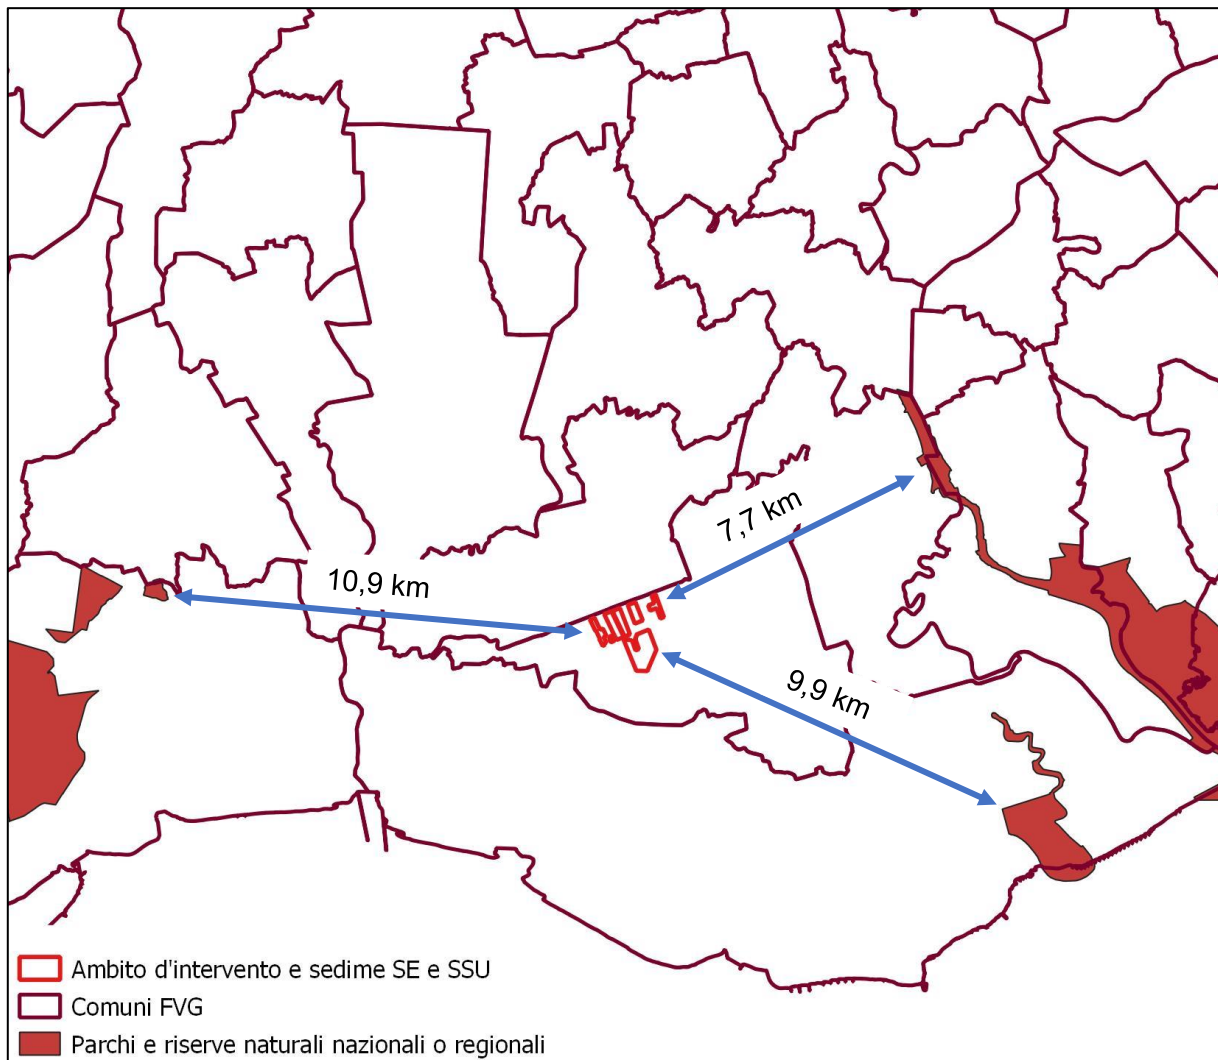 7,7 km
10,9 km
9,9 km
Ambito d'intervento e sedime SE e SSU
Comuni FVG
Parchi e riserve naturali nazionali o regionali